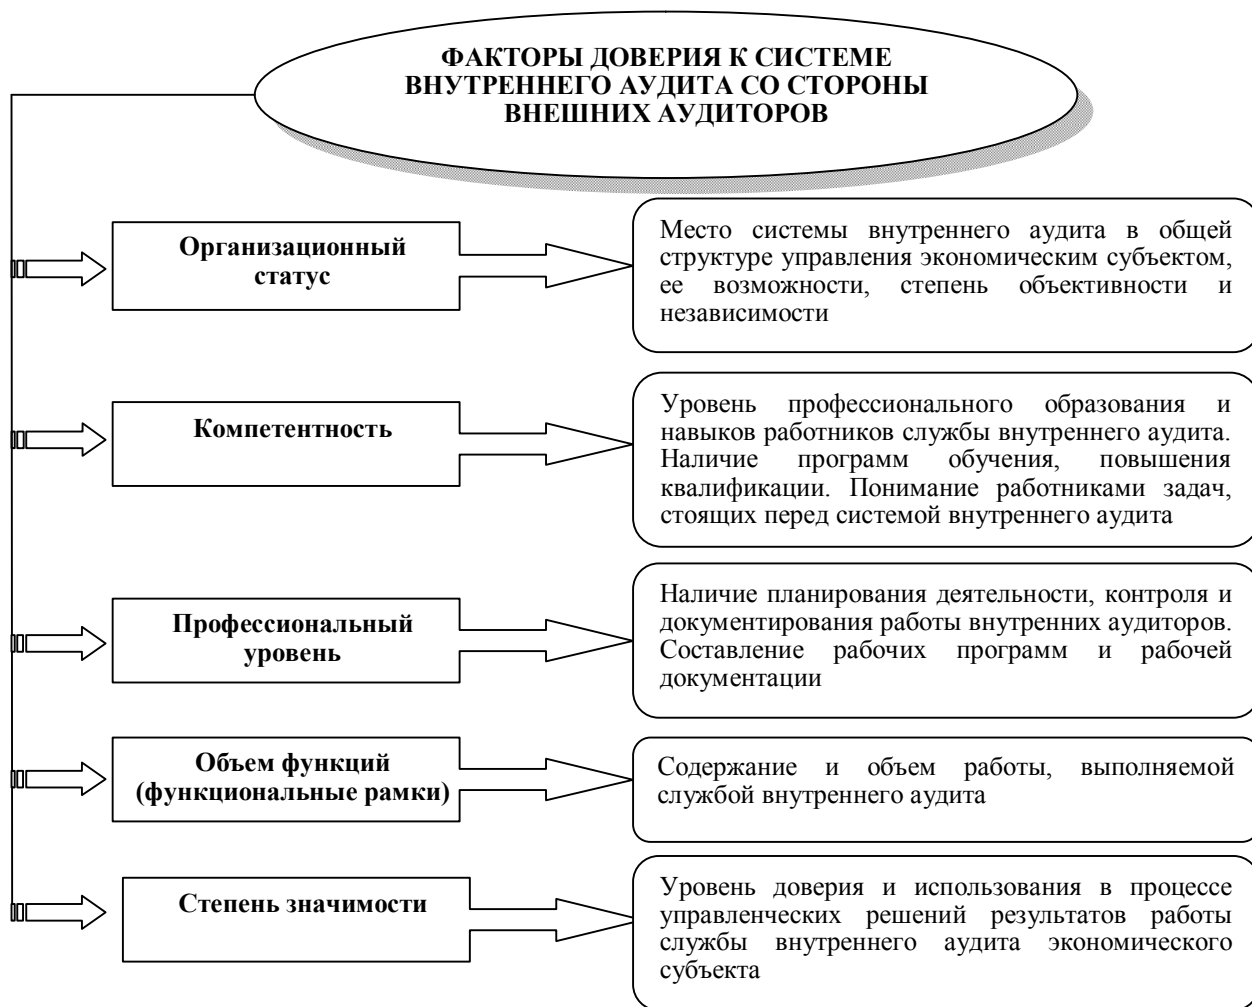 ФАКТОРЫ ДОВЕРИЯ К СИСТЕМЕ
ВНУТРЕННЕГО АУДИТА СО СТОРОНЫ
ВНЕШНИХ АУДИТОРОВ
Организационный
статус
Место системы внутреннего аудита в общей
структуре управления экономическим субъектом,
ее возможности, степень объективности и
независимости
Компетентность
Уровень профессионального образования и
навыков работников службы внутреннего аудита.
Наличие программ обучения, повышения
квалификации. Понимание работниками задач,
стоящих перед системой внутреннего аудита
Профессиональный
уровень
Наличие планирования деятельности, контроля и
документирования работы внутренних аудиторов.
Составление рабочих программ и рабочей
документации
Объем функций
(функциональные рамки)
Содержание и объем работы, выполняемой
службой внутреннего аудита
Степень значимости
Уровень доверия и использования в процессе
управленческих решений результатов работы
службы внутреннего аудита экономического
субъекта